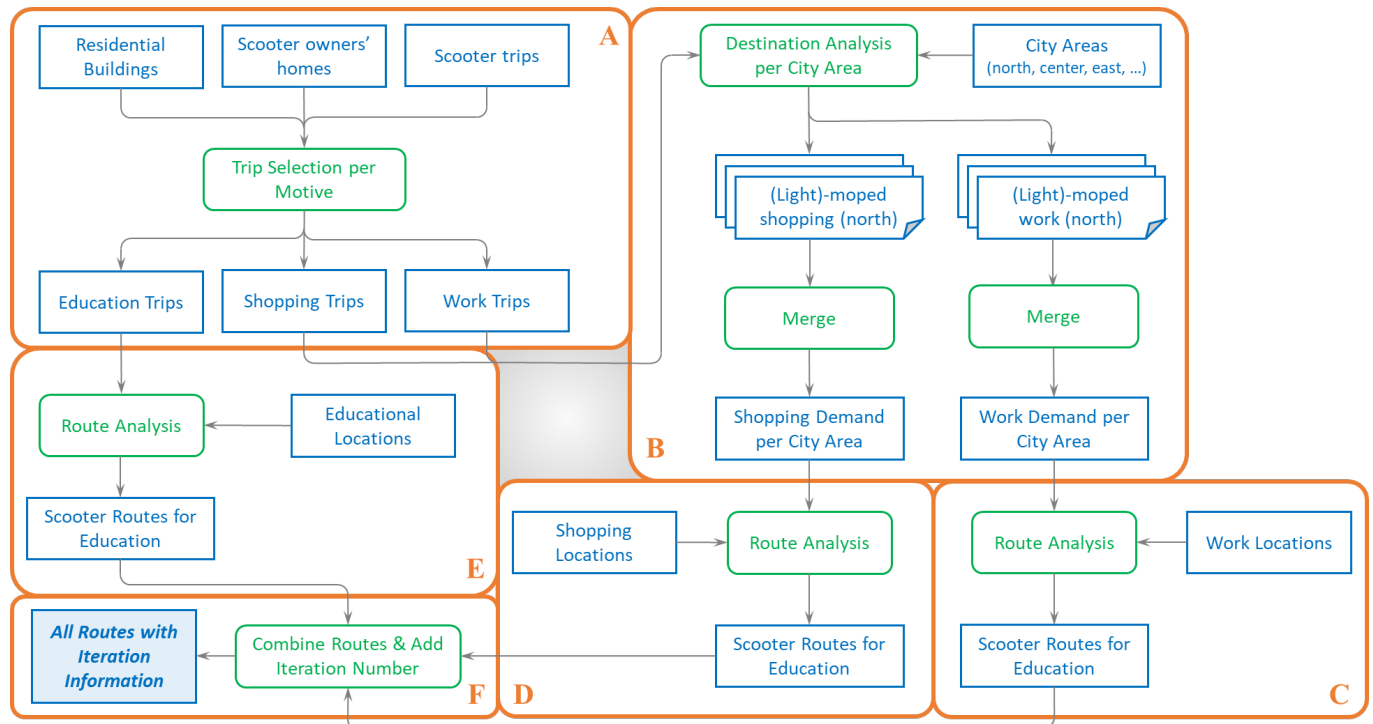 A
Residential
Buildings
Scooter owners’
homes
Scooter trips
Trip Selection per
Motive
Education Trips
Shopping Trips
Work Trips
Destination Analysis
per City Area
City Areas
(north, center, east, ...)
(Light)-moped
shopping (north)
(Light)-moped
work (north)
Merge
Merge
Shopping Demand
per City Area
Work Demand per
City Area
B
Route Analysis
Educational
Locations
Scooter Routes for
Education
E
Shopping
Locations
Route Analysis
Scooter Routes for
Education
D
Route Analysis
Work Locations
Scooter Routes for
Education
C
All Routes with
Iteration
Information
Combine Routes & Add
Iteration Number
F